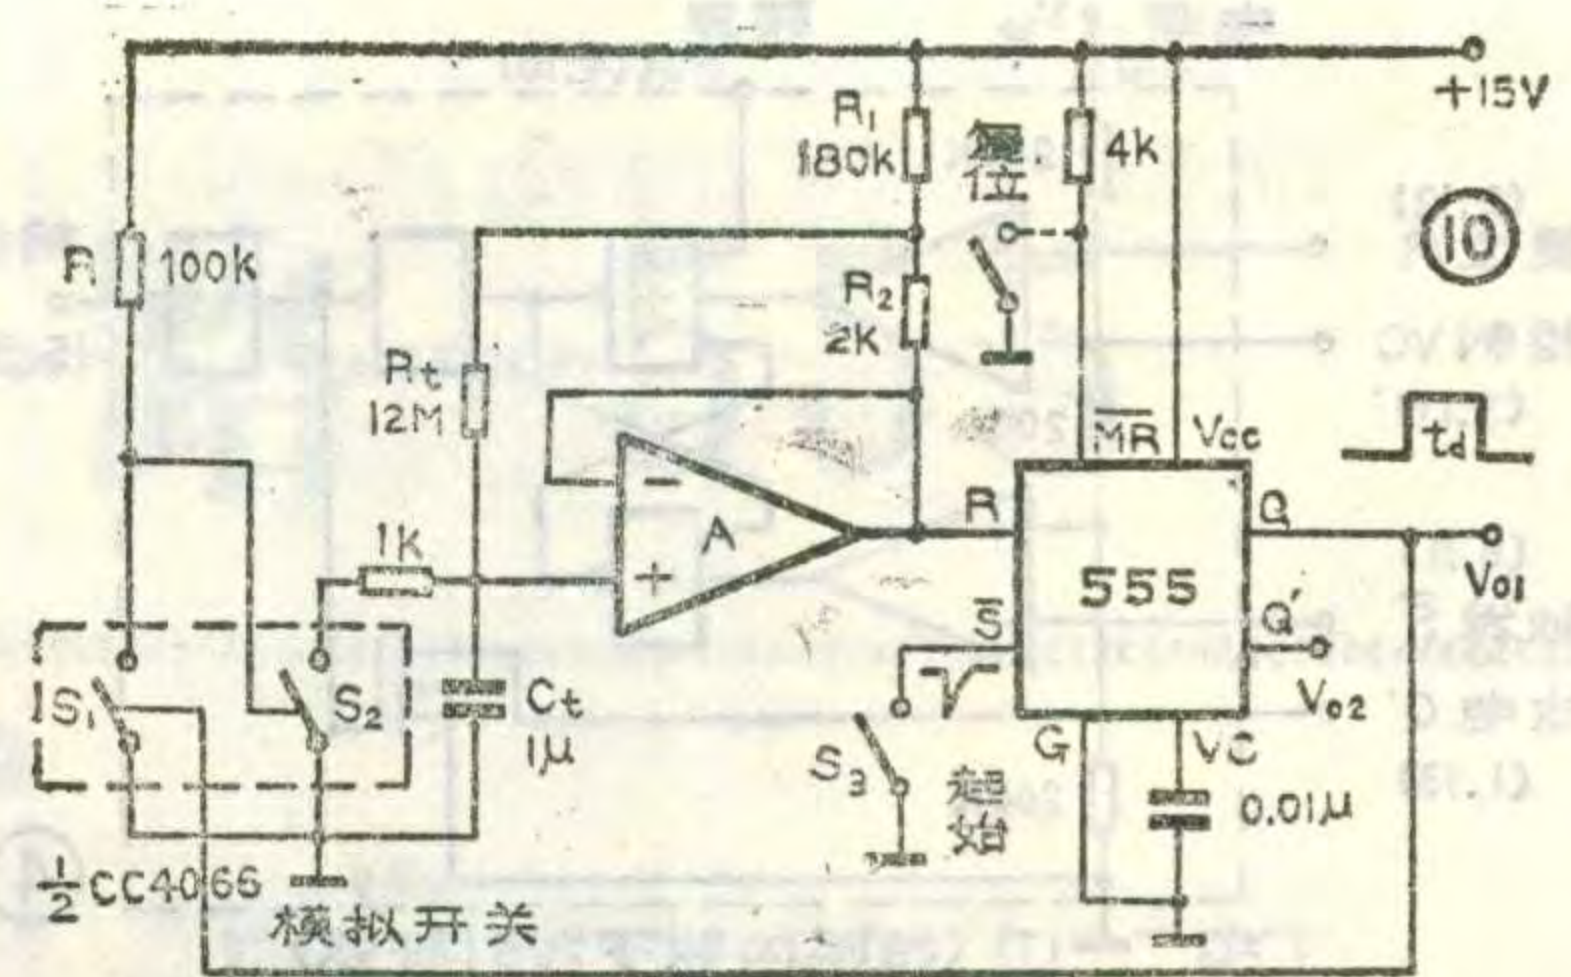 +15V
R₁
180k
复位
4k
10
R
100k
R₂
2K
Rt
12M
MR
Vcc
td
1k
−
A
R
Q
+
555
Vo1
S
Q′
S₁
S₂
Ct
1μ
S₃
起始
G
VC
Vo2
0.01μ
½CC4066
模拟开关